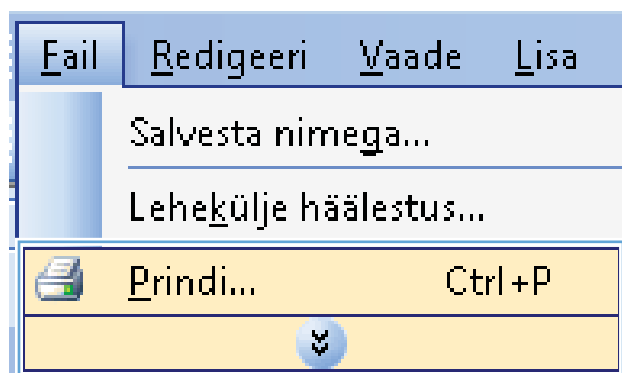 Fail Redigeeri Vaade Lisa
Salvesta nimega...
Lehekülje häälestus...
Prindi... Ctrl+P